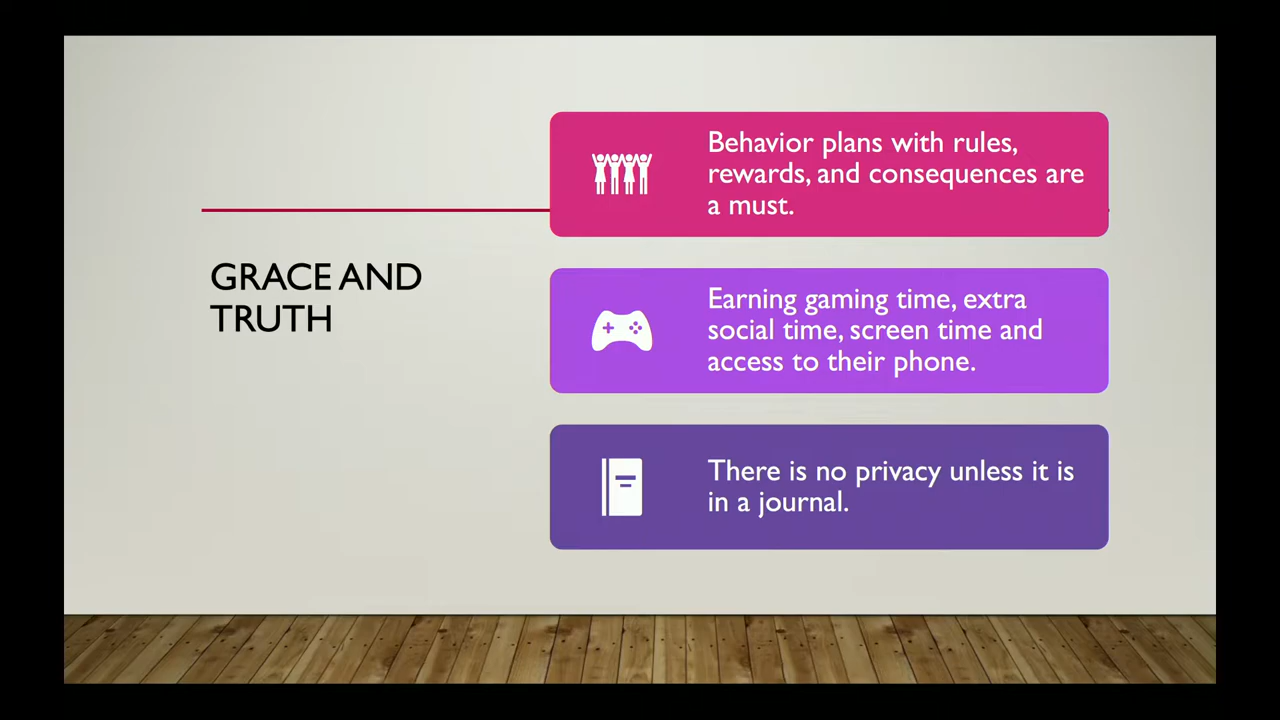 GRACE AND
TRUTH
Behavior plans with rules,
rewards, and consequences are
a must.
Earning gaming time, extra
social time, screen time and
access to their phone.
There is no privacy unless it is
in a journal.